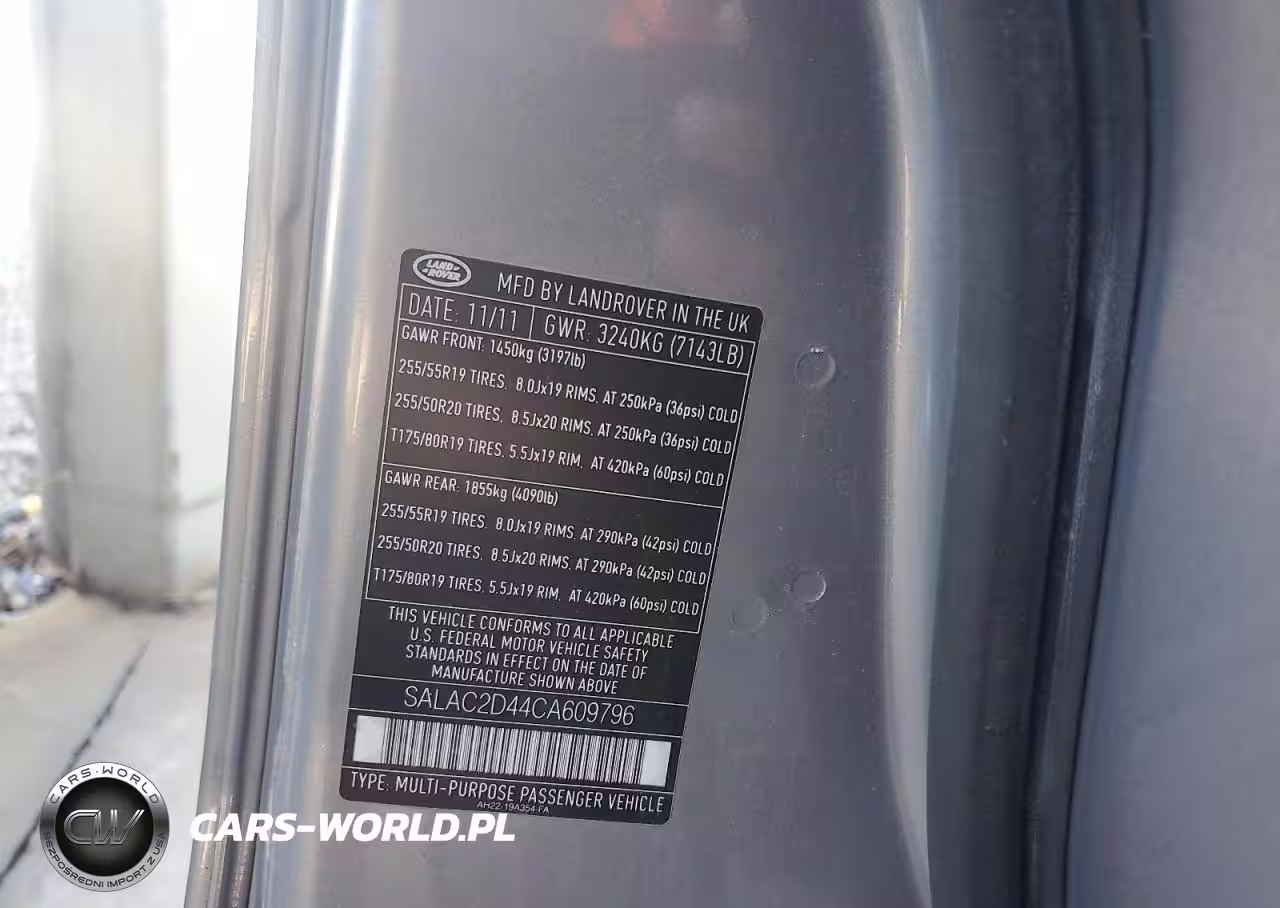 LAND
ROVER
MFD BY LANDROVER IN THE UK
DATE: 11/11 GWR: 3240KG (7143LB)
GAWR FRONT: 1450kg (3197lb)
255/55R19 TIRES, 8.0Jx19 RIMS, AT 250kPa (36psi) COLD
255/50R20 TIRES, 8.5Jx20 RIMS, AT 250kPa (36psi) COLD
T175/80R19 TIRES, 5.5Jx19 RIM, AT 420kPa (60psi) COLD
GAWR REAR: 1855kg (4090lb)
255/55R19 TIRES, 8.0Jx19 RIMS, AT 290kPa (42psi) COLD
255/50R20 TIRES, 8.5Jx20 RIMS, AT 290kPa (42psi) COLD
T175/80R19 TIRES, 5.5Jx19 RIM, AT 420kPa (60psi) COLD
THIS VEHICLE CONFORMS TO ALL APPLICABLE
U.S. FEDERAL MOTOR VEHICLE SAFETY
STANDARDS IN EFFECT ON THE DATE OF
MANUFACTURE SHOWN ABOVE
SALAC2D44CA609796
TYPE: MULTI-PURPOSE PASSENGER VEHICLE
AH22-19A354-FA
CARS-WORLD
CW
BEZPOŚREDNI IMPORT Z USA
CARS-WORLD.PL